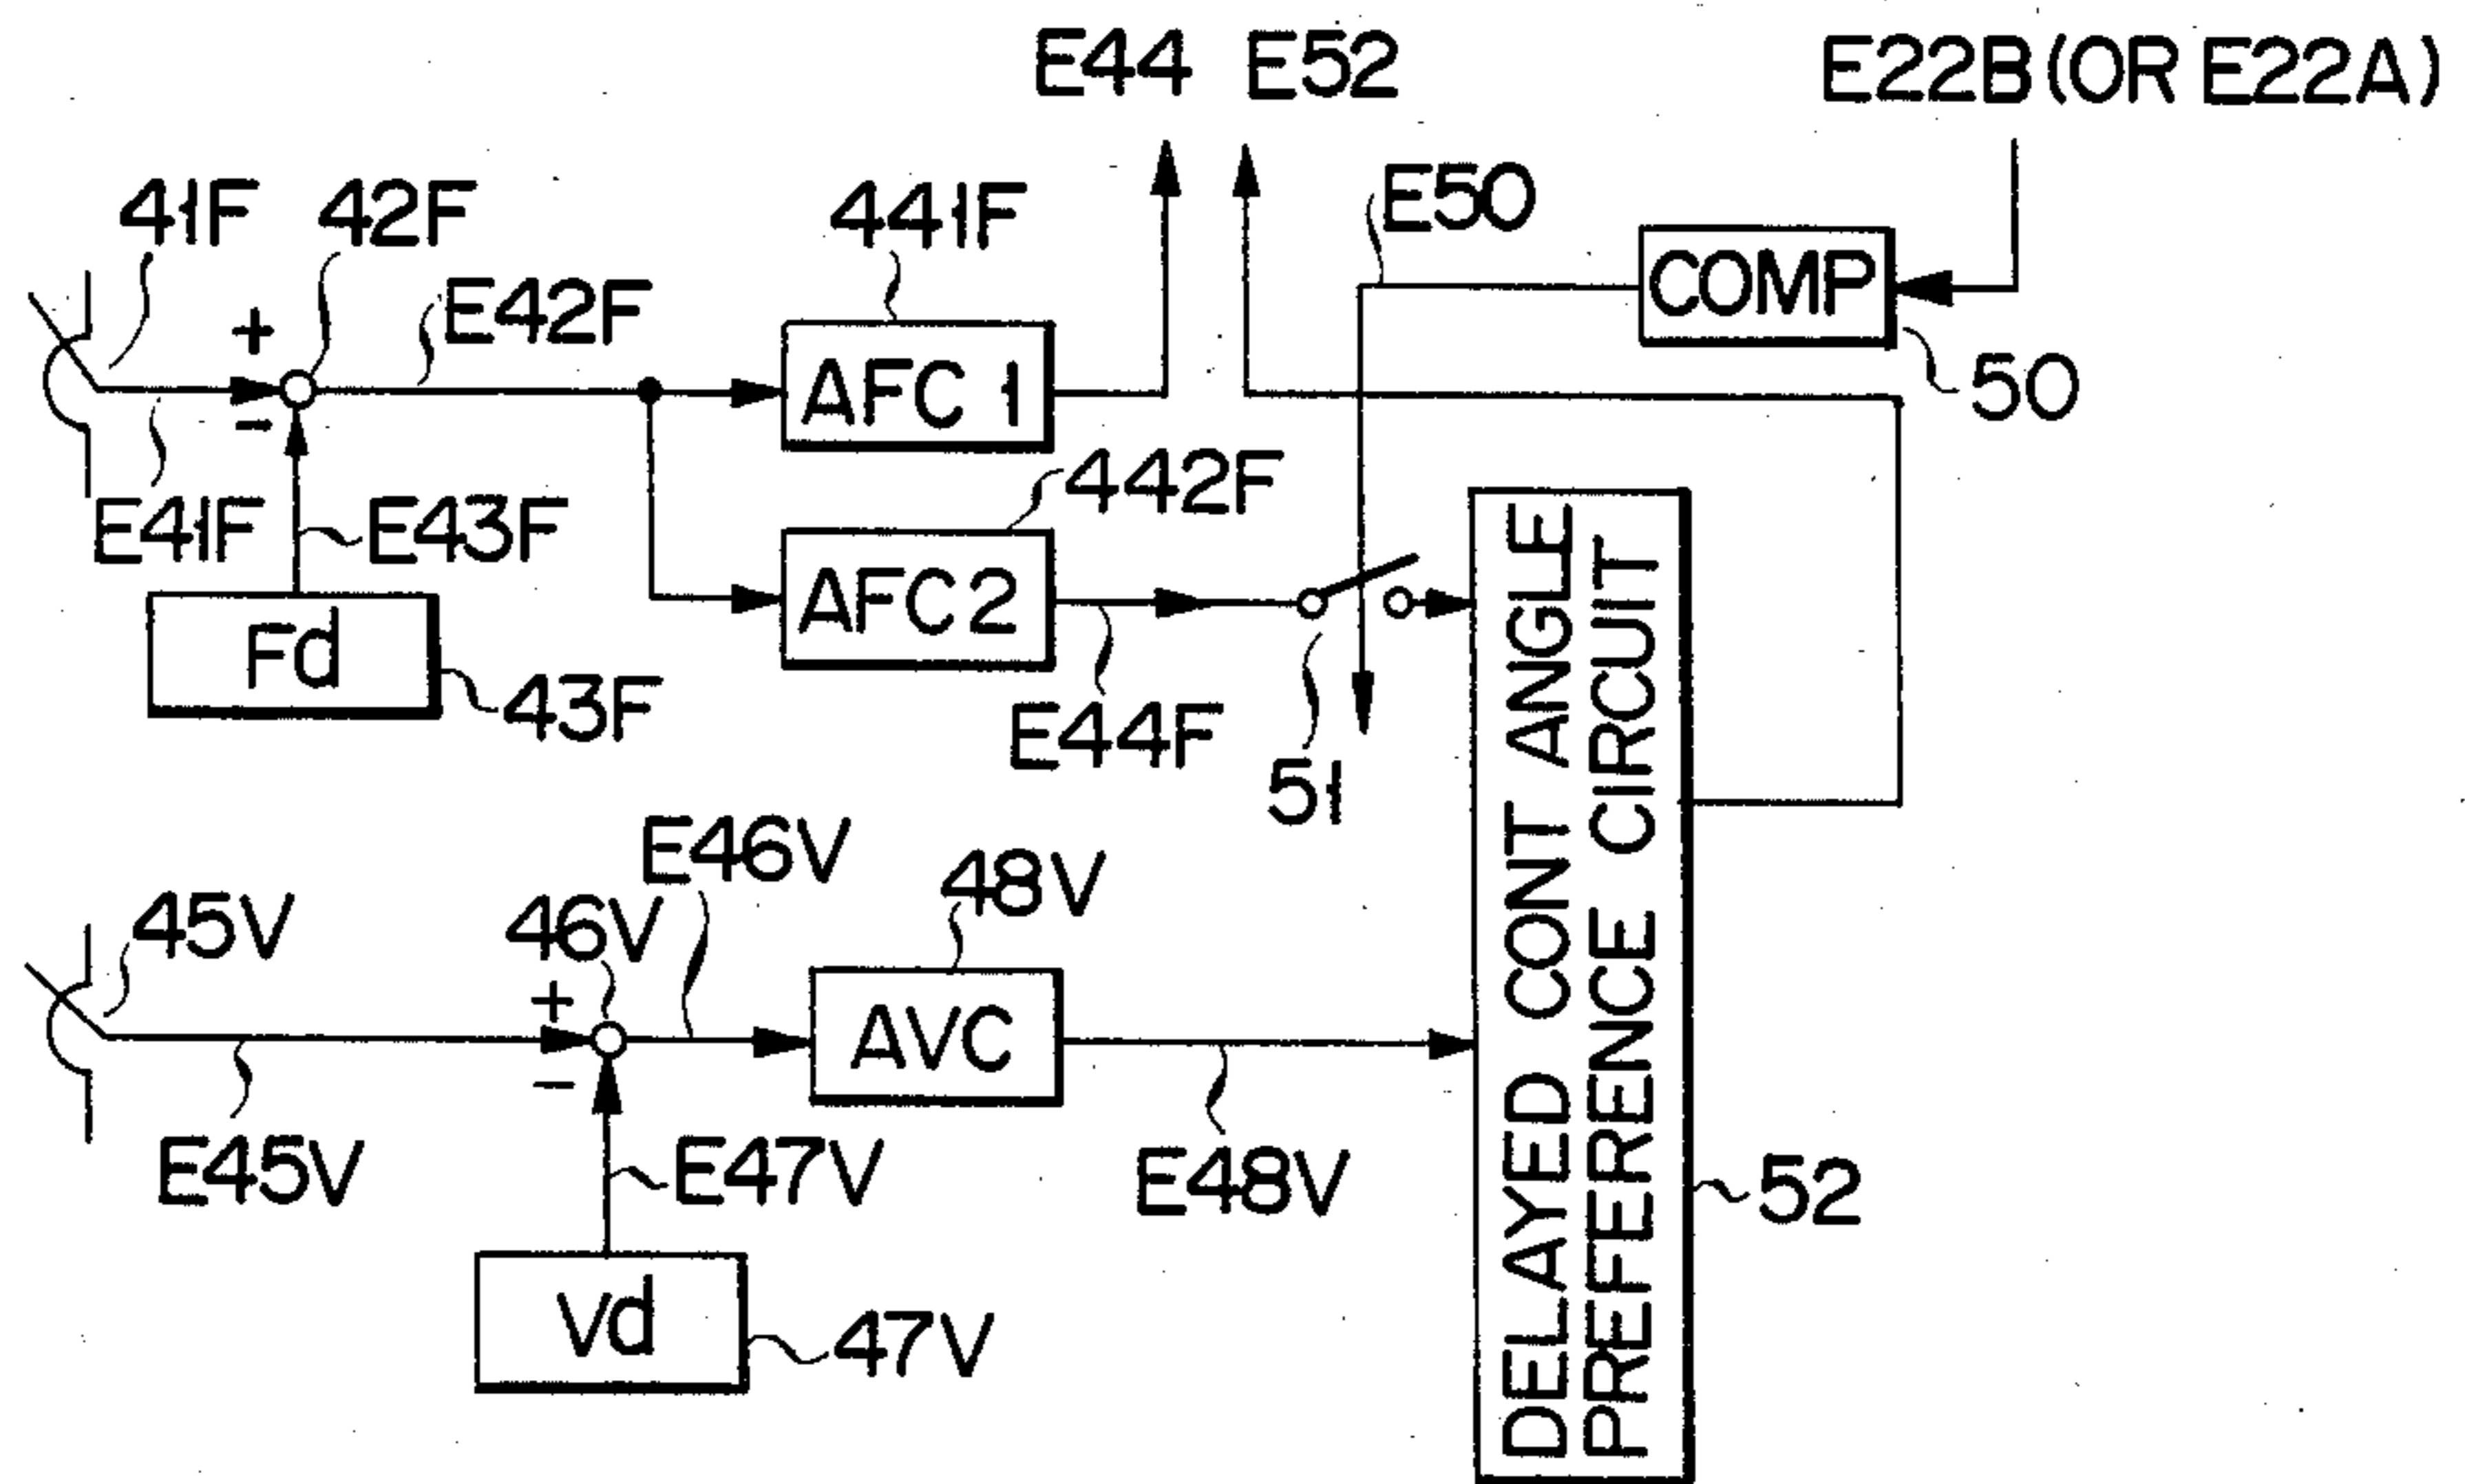 E44 E52 E22B (OR E22A)
41F 42F 441F E50
COMP
+ E42F
50
AFC 1
-
442F
E41F E43F
AFC 2
Fd
43F
E44F
51
DELAYED CONT ANGLE
PREFERENCE CIRCUIT
E46V
45V 46V 48V
+
AVC
-
E45V E47V E48V
52
Vd
47V